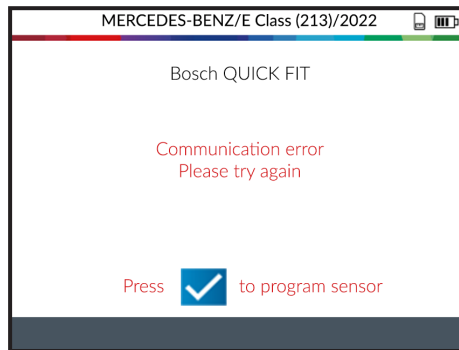 MERCEDES-BENZ/E Class (213)/2022
Bosch QUICK FIT
Communication error
Please try again
Press to program sensor